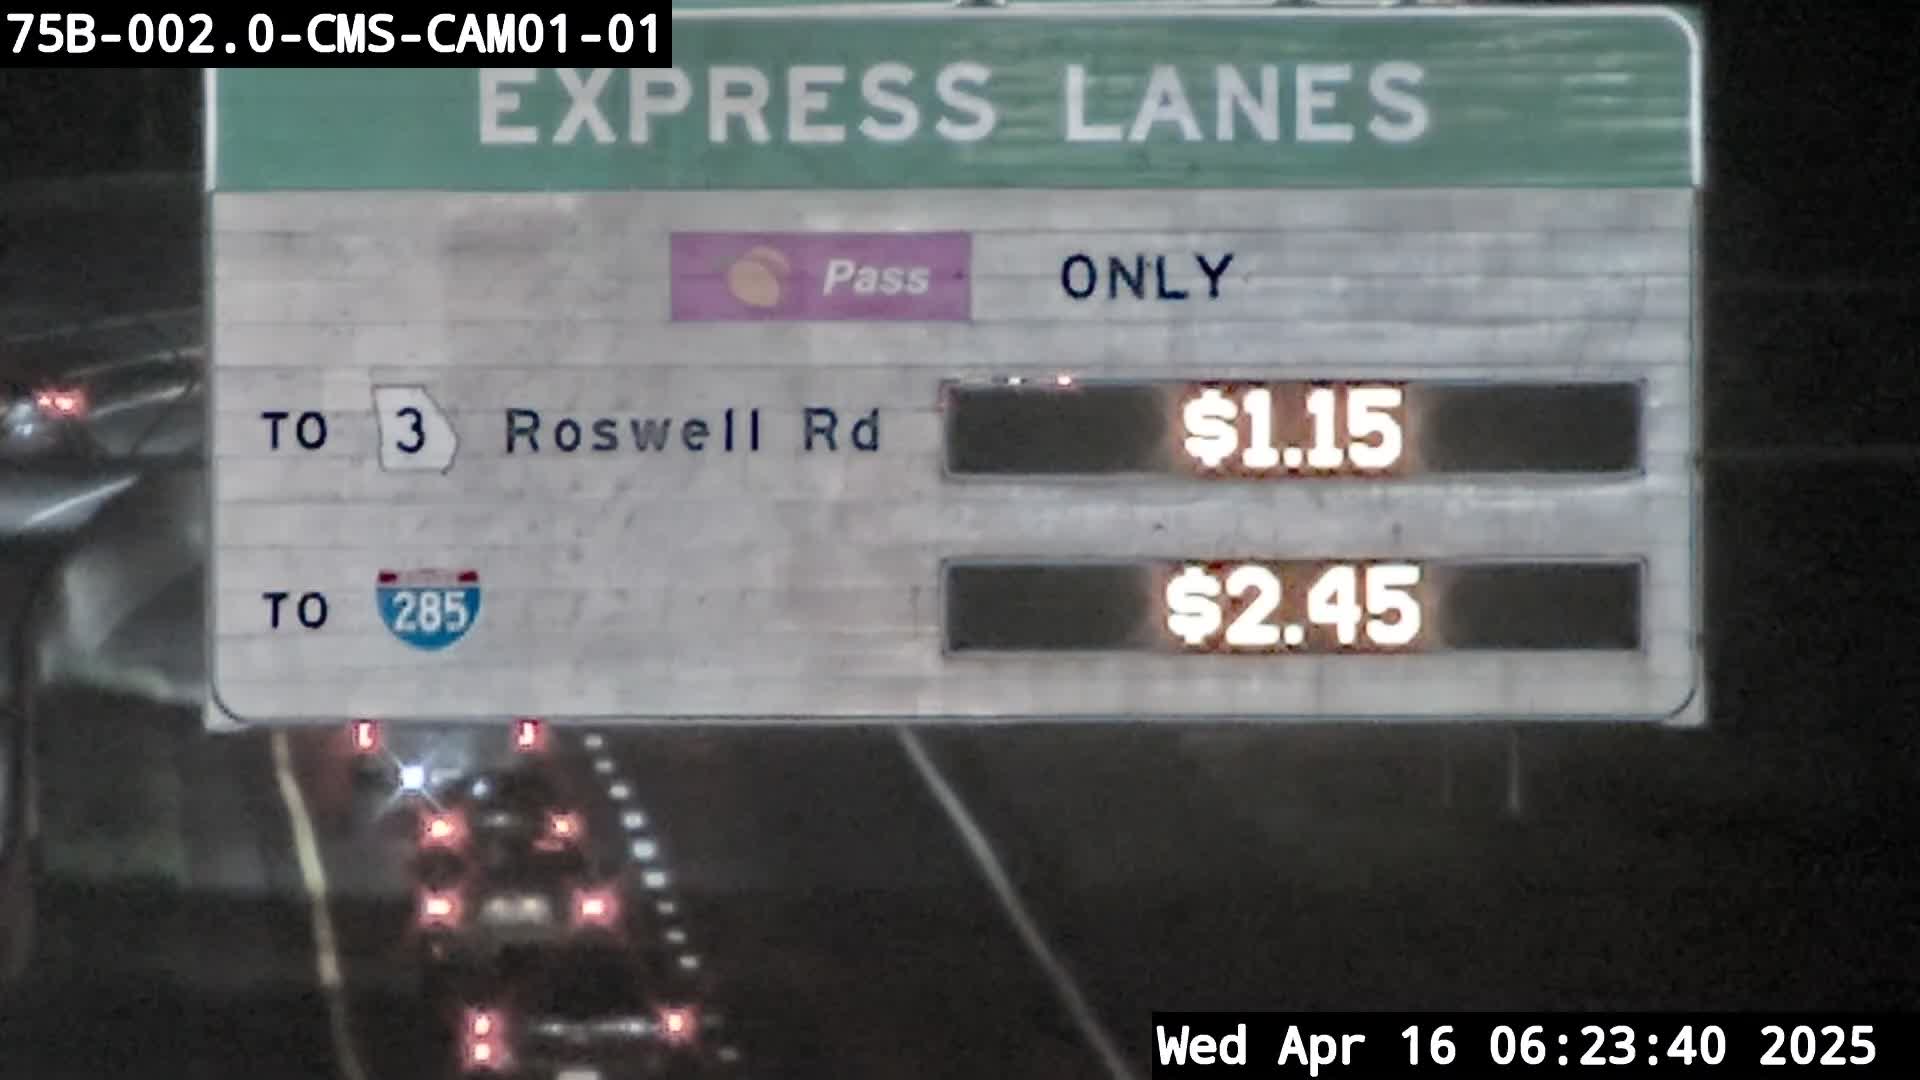 75B-002.0-CMS-CAM01-01
EXPRESS LANES
Pass ONLY
TO 3 Roswell Rd $1.15
TO 285 $2.45
Wed Apr 16 06:23:40 2025